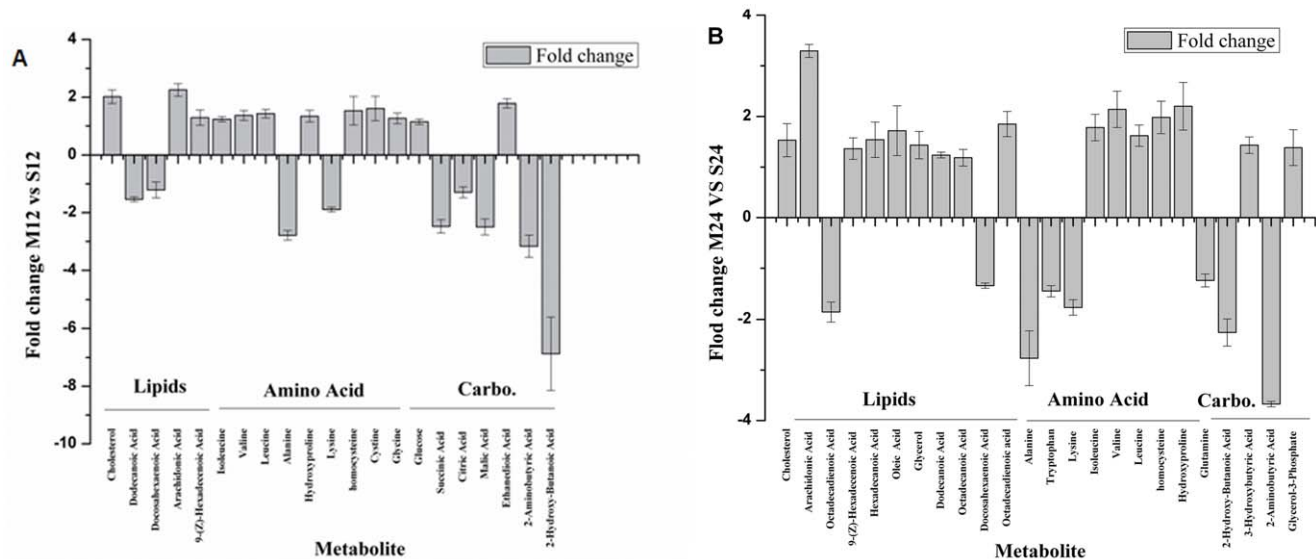 A
Fold change
4
2
0
-2
-4
-6
-8
-10
Fold change M12 vs S12
Lipids
Amino Acid
Carbo.
Cholesterol
Dodecanoic Acid
Docosahexaenoic Acid
Arachidonic Acid
9-(Z)-Hexadecenoic Acid
Isoleucine
Valine
Leucine
Alanine
Hydroxyproline
Lysine
homocysteine
Cystine
Glycine
Glucose
Succinic Acid
Citric Acid
Malic Acid
Ethanedioic Acid
2-Aminobutyric Acid
2-Hydroxy-Butanoic Acid
Metabolite
B
Fold change
4
2
0
-2
-4
Flod change M24 VS S24
Lipids
Amino Acid
Carbo.
Cholesterol
Arachidonic Acid
Octadecadienoic Acid
9-(Z)-Hexadecenoic Acid
Hexadecanoic Acid
Oleic Acid
Glycerol
Dodecanoic Acid
Octadecanoic Acid
Docosahexaenoic Acid
Octadecadienoic acid
Alanine
Tryptophan
Lysine
Isoleucine
Valine
Leucine
homocysteine
Hydroxyproline
Glutamine
2-Hydroxy-Butanoic Acid
3-Hydroxybutyric Acid
2-Aminobutyric Acid
Glycerol-3-Phosphate
Metabolite